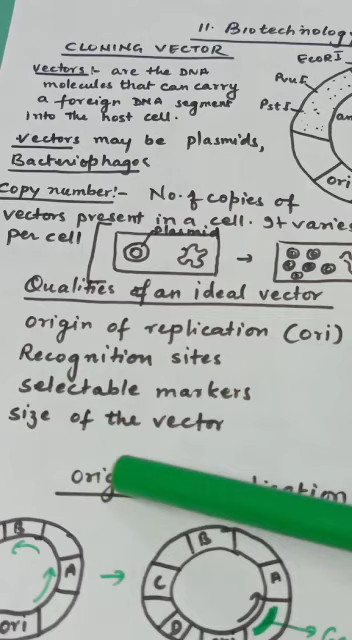 11. Biotechnology
CLONING VECTOR
EcoRI
Vectors:- are the DNA
molecules that can carry
a foreign DNA segment
into the host cell.
PvuI
PstI
Vectors may be plasmids,
Bacteriophages
ori
Copy number:- No. of copies of
vectors present in a cell. It varies
per cell
plasmid
Qualities of an ideal vector
origin of replication (ori)
Recognition sites
selectable markers
size of the vector
B
A
ori
B
C
A
D